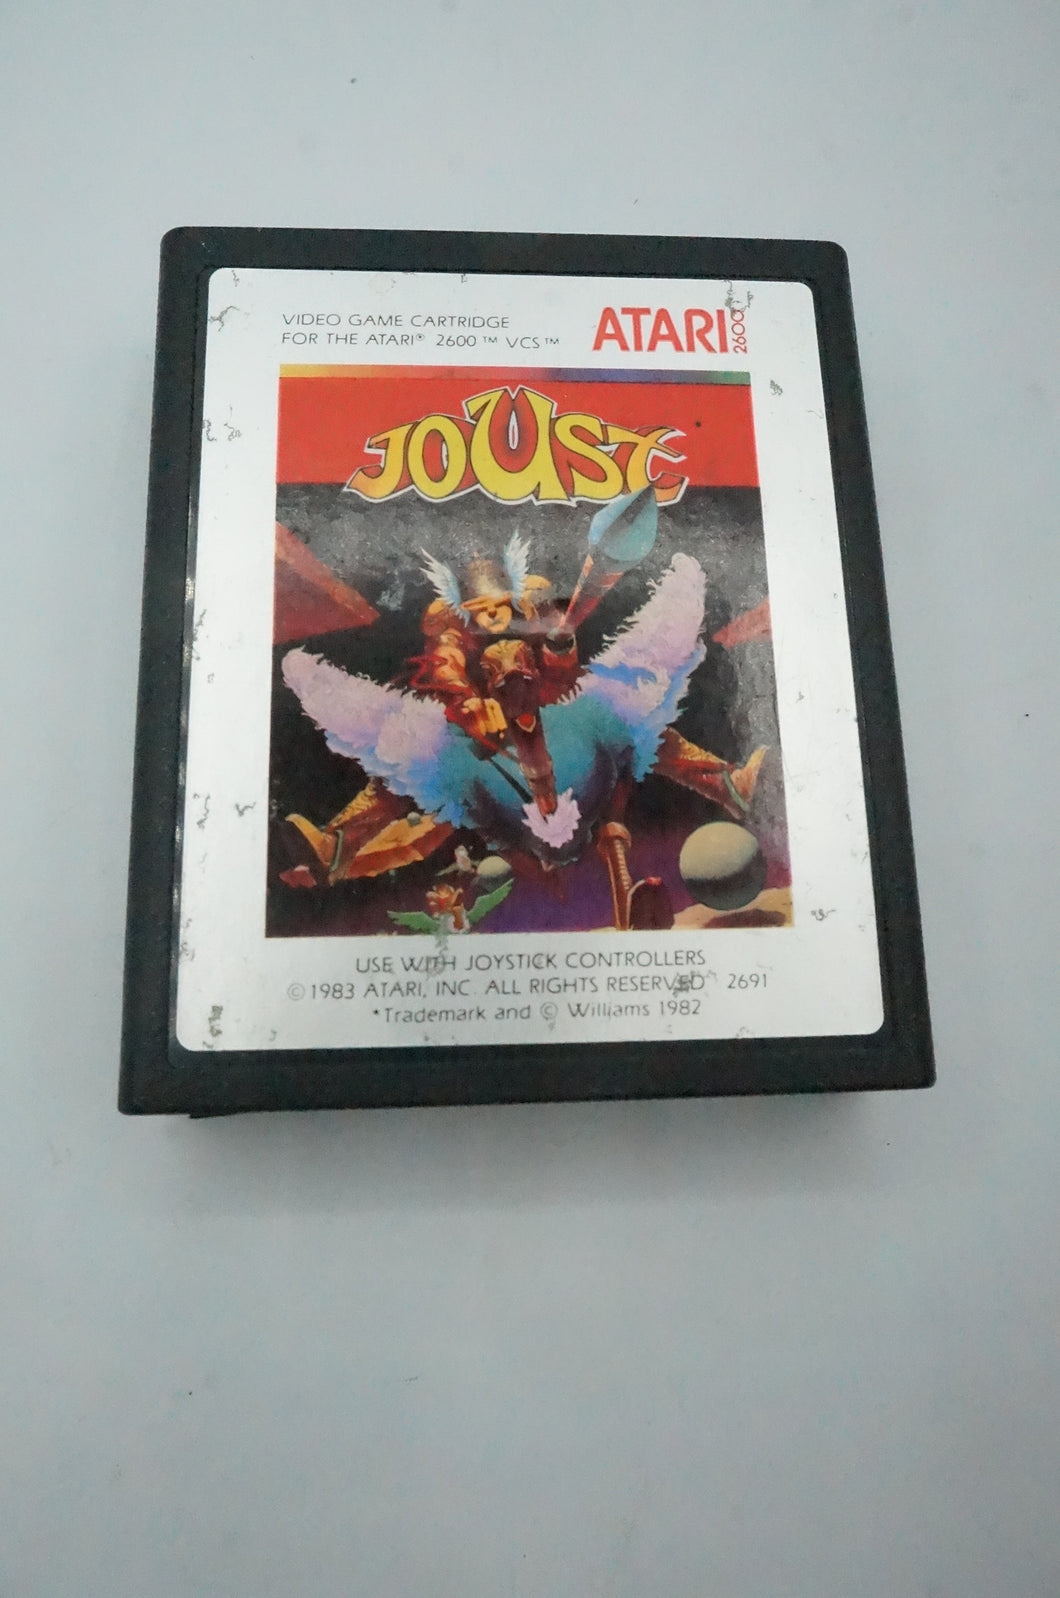 VIDEO GAME CARTRIDGE
FOR THE ATARI® 2600™ VCS™
ATARI 2600
JOUST
USE WITH JOYSTICK CONTROLLERS
©1983 ATARI, INC. ALL RIGHTS RESERVED 2691
*Trademark and © Williams 1982